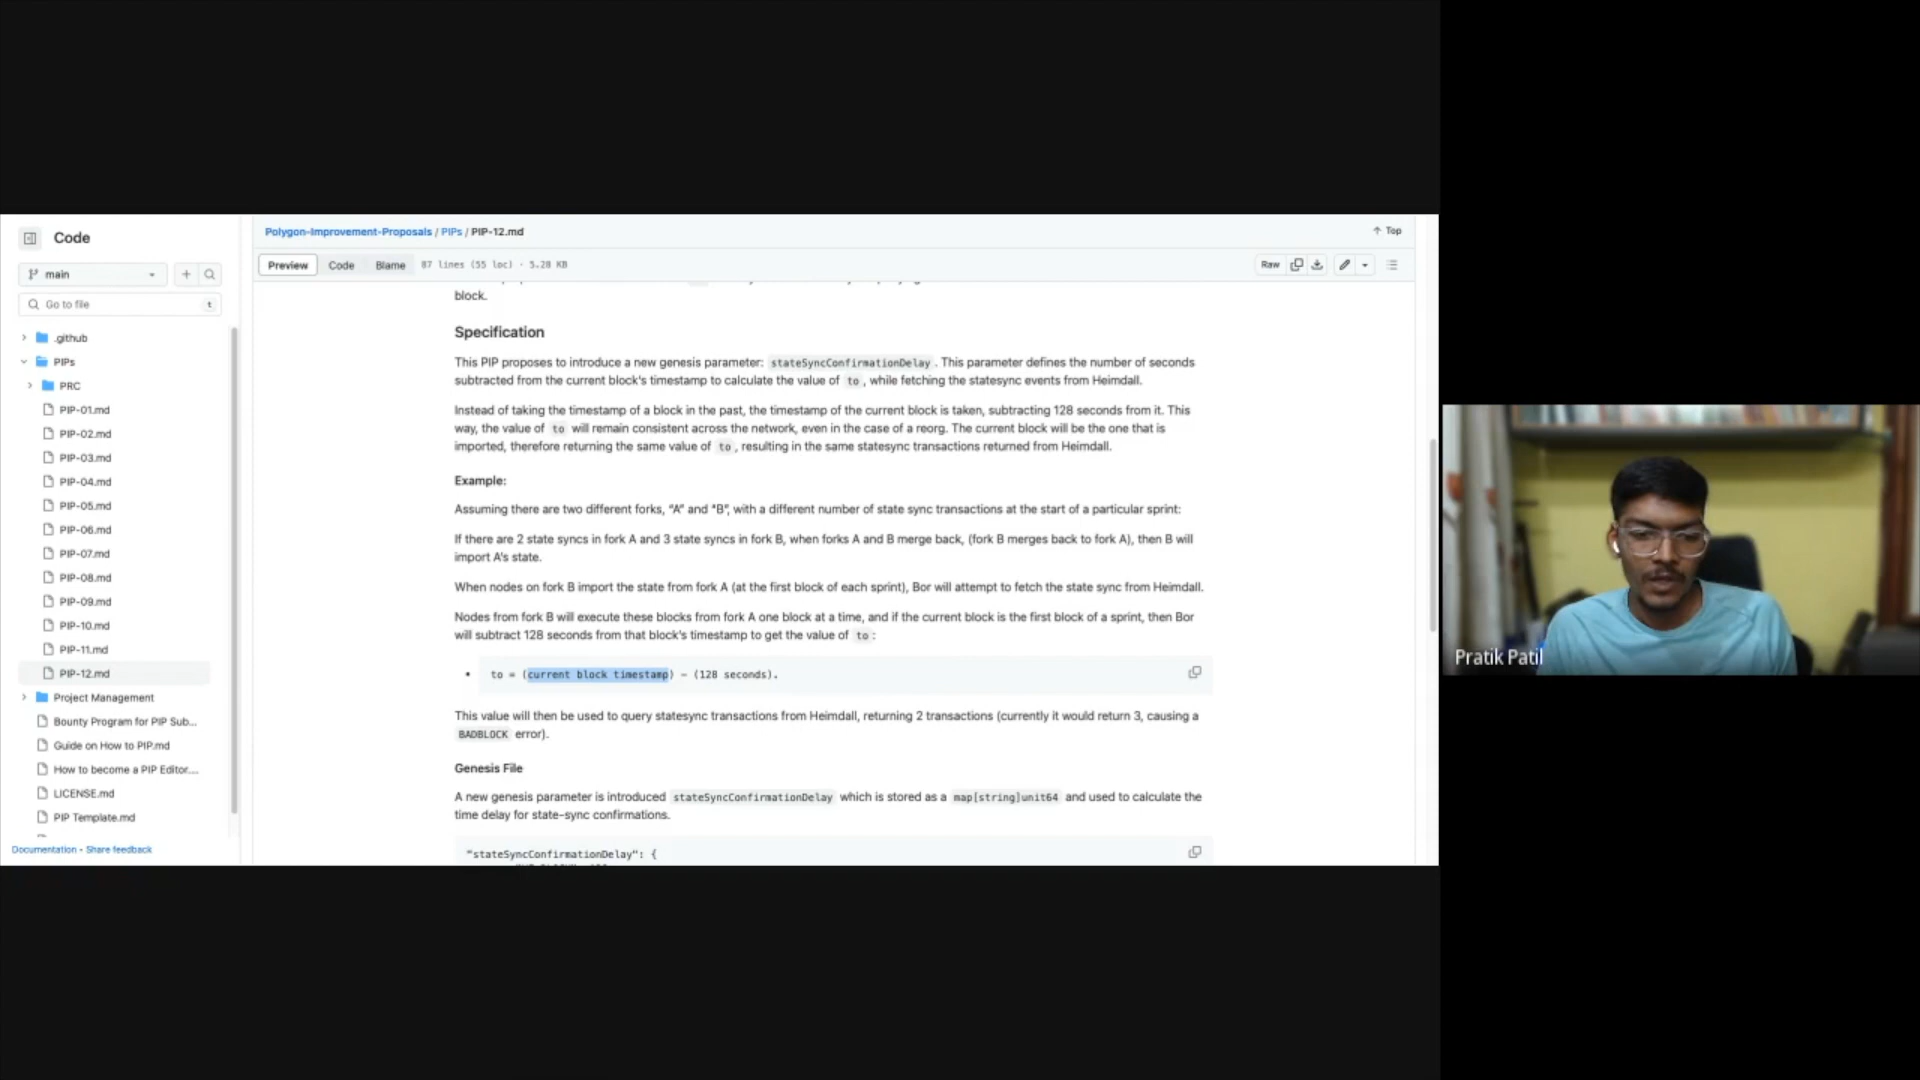 Code
main
Go to file
t
.github
PIPs
PRC
PIP-01.md
PIP-02.md
PIP-03.md
PIP-04.md
PIP-05.md
PIP-06.md
PIP-07.md
PIP-08.md
PIP-09.md
PIP-10.md
PIP-11.md
PIP-12.md
Project Management
Bounty Program for PIP Sub...
Guide on How to PIP.md
How to become a PIP Editor....
LICENSE.md
PIP Template.md
Documentation • Share feedback
Polygon-Improvement-Proposals / PIPs / PIP-12.md
Top
Preview Code Blame 87 lines (55 loc) · 5.28 KB
Raw
block.
Specification
This PIP proposes to introduce a new genesis parameter: stateSyncConfirmationDelay. This parameter defines the number of seconds
subtracted from the current block's timestamp to calculate the value of to, while fetching the statesync events from Heimdall.
Instead of taking the timestamp of a block in the past, the timestamp of the current block is taken, subtracting 128 seconds from it. This
way, the value of to will remain consistent across the network, even in the case of a reorg. The current block will be the one that is
imported, therefore returning the same value of to, resulting in the same statesync transactions returned from Heimdall.
Example:
Assuming there are two different forks, “A” and “B”, with a different number of state sync transactions at the start of a particular sprint:
If there are 2 state syncs in fork A and 3 state syncs in fork B, when forks A and B merge back, (fork B merges back to fork A), then B will
import A’s state.
When nodes on fork B import the state from fork A (at the first block of each sprint), Bor will attempt to fetch the state sync from Heimdall.
Nodes from fork B will execute these blocks from fork A one block at a time, and if the current block is the first block of a sprint, then Bor
will subtract 128 seconds from that block's timestamp to get the value of to:
• to = (current block timestamp) − (128 seconds).
This value will then be used to query statesync transactions from Heimdall, returning 2 transactions (currently it would return 3, causing a
BADBLOCK error).
Genesis File
A new genesis parameter is introduced stateSyncConfirmationDelay which is stored as a map[string]unit64 and used to calculate the
time delay for state-sync confirmations.
"stateSyncConfirmationDelay": {
Pratik Patil